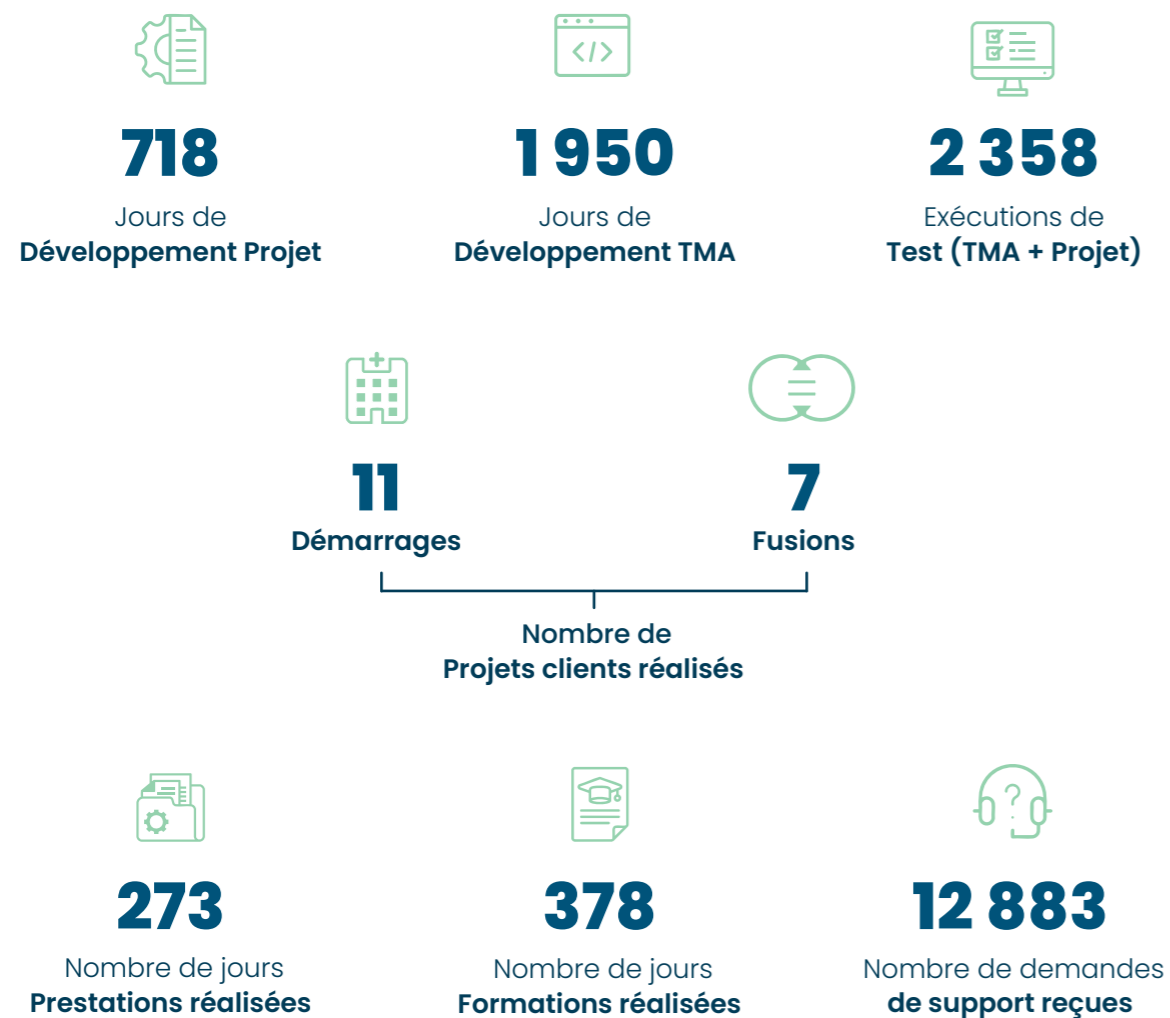 718
1 950
2 358
Jours de
Développement Projet
Jours de
Développement TMA
Exécutions de
Test (TMA + Projet)
11
7
Démarrages
Fusions
Nombre de
Projets clients réalisés
273
378
12 883
Nombre de jours
Prestations réalisées
Nombre de jours
Formations réalisées
Nombre de demandes
de support reçues